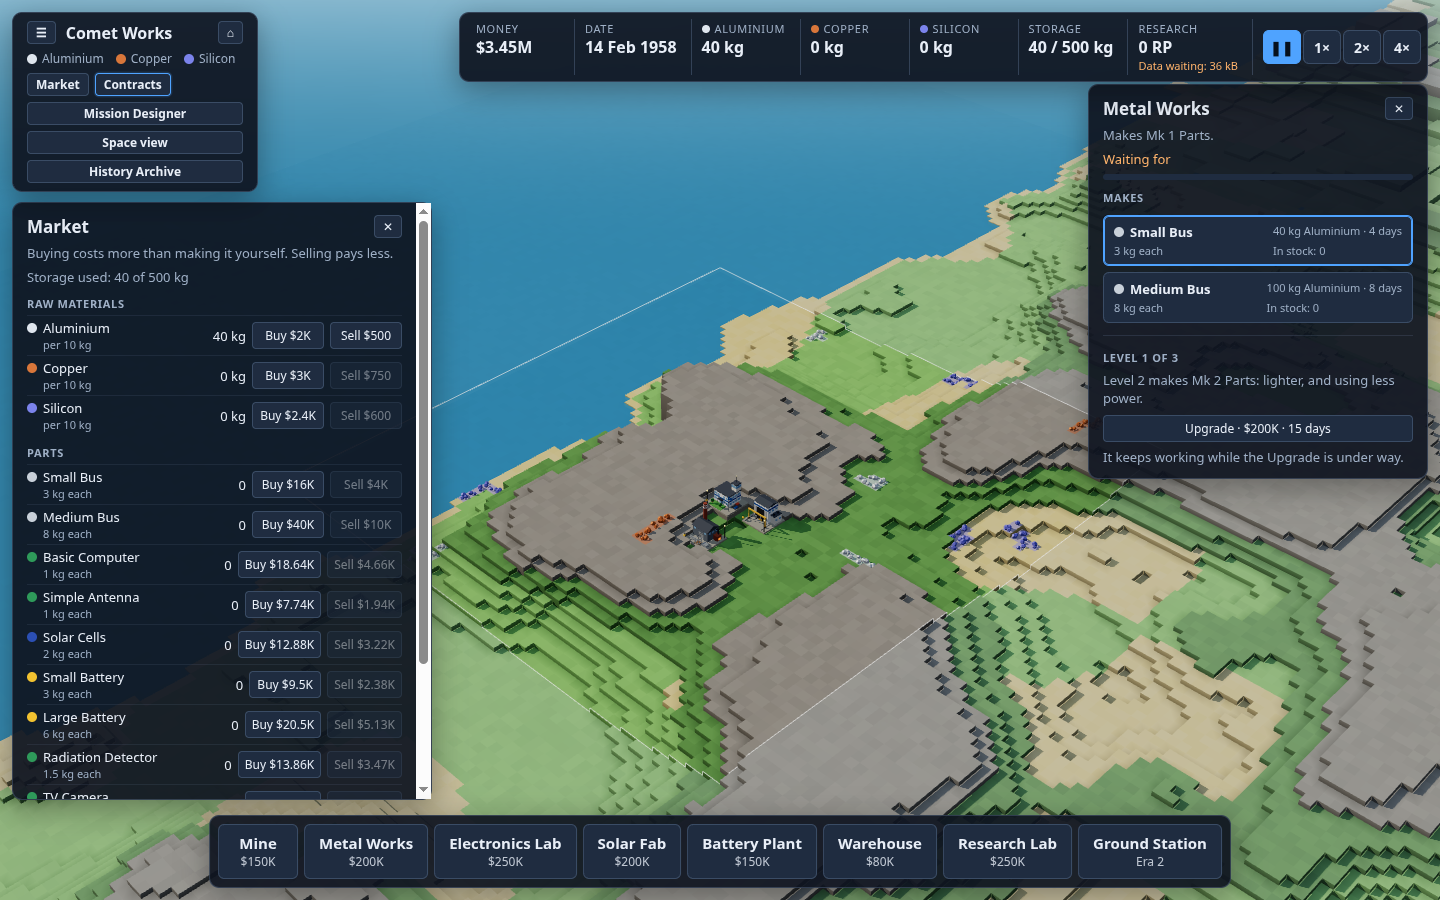 ☰ Comet Works ⌂
Aluminium Copper Silicon
Market Contracts
Mission Designer
Space view
History Archive
MONEY
$3.45M
DATE
14 Feb 1958
ALUMINIUM
40 kg
COPPER
0 kg
SILICON
0 kg
STORAGE
40 / 500 kg
RESEARCH
0 RP
Data waiting: 36 kB
❚❚ 1× 2× 4×
Market ✕
Buying costs more than making it yourself. Selling pays less.
Storage used: 40 of 500 kg
RAW MATERIALS
Aluminium 40 kg Buy $2K Sell $500
per 10 kg
Copper 0 kg Buy $3K Sell $750
per 10 kg
Silicon 0 kg Buy $2.4K Sell $600
per 10 kg
PARTS
Small Bus 0 Buy $16K Sell $4K
3 kg each
Medium Bus 0 Buy $40K Sell $10K
8 kg each
Basic Computer 0 Buy $18.64K Sell $4.66K
1 kg each
Simple Antenna 0 Buy $7.74K Sell $1.94K
1 kg each
Solar Cells 0 Buy $12.88K Sell $3.22K
2 kg each
Small Battery 0 Buy $9.5K Sell $2.38K
3 kg each
Large Battery 0 Buy $20.5K Sell $5.13K
6 kg each
Radiation Detector 0 Buy $13.86K Sell $3.47K
1.5 kg each
TV Camera
Metal Works ✕
Makes Mk 1 Parts.
Waiting for
MAKES
Small Bus 40 kg Aluminium · 4 days
3 kg each In stock: 0
Medium Bus 100 kg Aluminium · 8 days
8 kg each In stock: 0
LEVEL 1 OF 3
Level 2 makes Mk 2 Parts: lighter, and using less
power.
Upgrade · $200K · 15 days
It keeps working while the Upgrade is under way.
Mine
$150K
Metal Works
$200K
Electronics Lab
$250K
Solar Fab
$200K
Battery Plant
$150K
Warehouse
$80K
Research Lab
$250K
Ground Station
Era 2